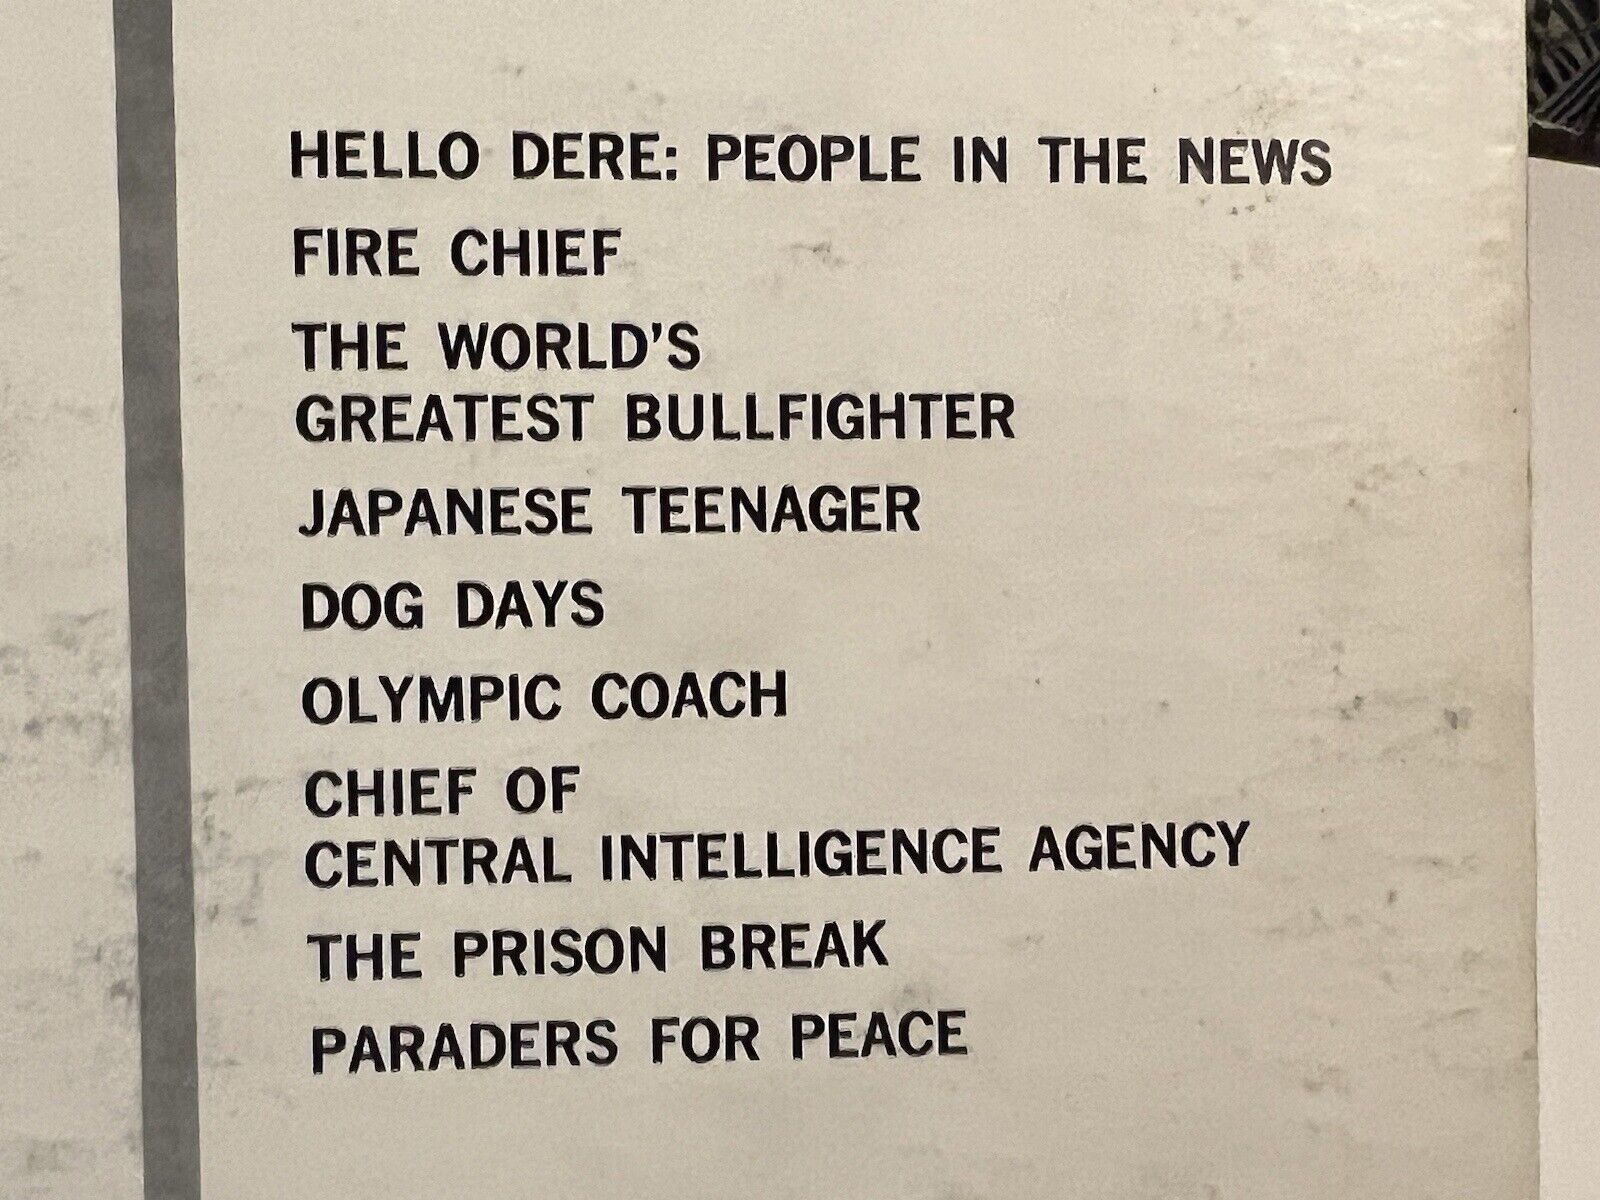 HELLO DERE: PEOPLE IN THE NEWS
FIRE CHIEF
THE WORLD'S
GREATEST BULLFIGHTER
JAPANESE TEENAGER
DOG DAYS
OLYMPIC COACH
CHIEF OF
CENTRAL INTELLIGENCE AGENCY
THE PRISON BREAK
PARADERS FOR PEACE